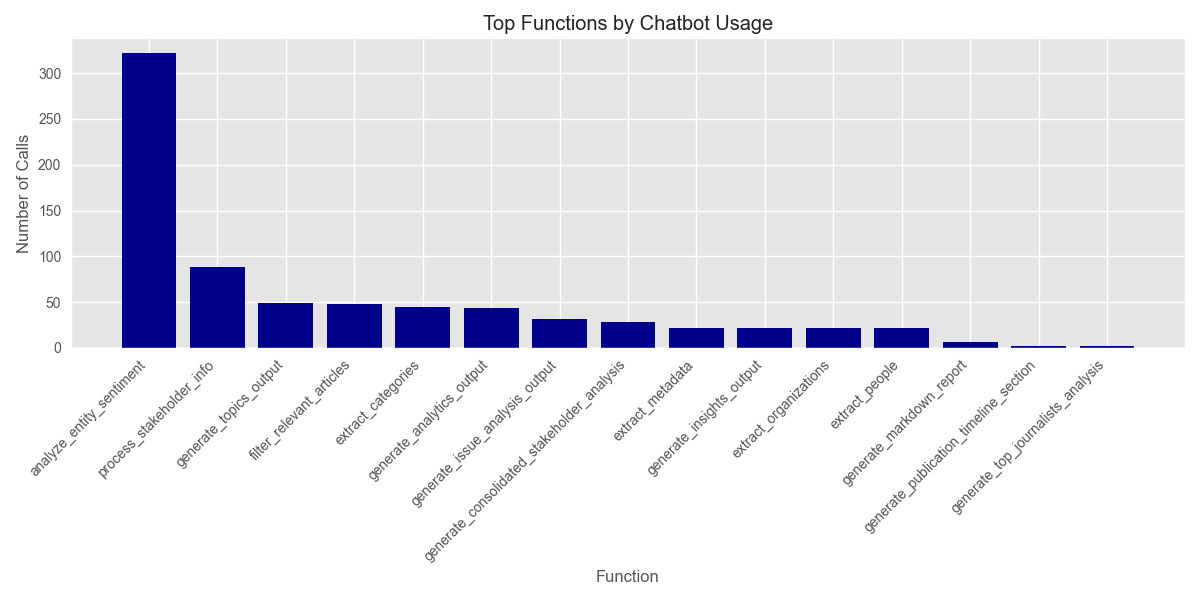 Top Functions by Chatbot Usage
Number of Calls
300
250
200
150
100
50
0
analyze_entity_sentiment
process_stakeholder_info
generate_topics_output
filter_relevant_articles
extract_categories
generate_analytics_output
generate_issue_analysis_output
generate_consolidated_stakeholder_analysis
extract_metadata
generate_insights_output
extract_organizations
extract_people
generate_markdown_report
generate_publication_timeline_section
generate_top_journalists_analysis
Function